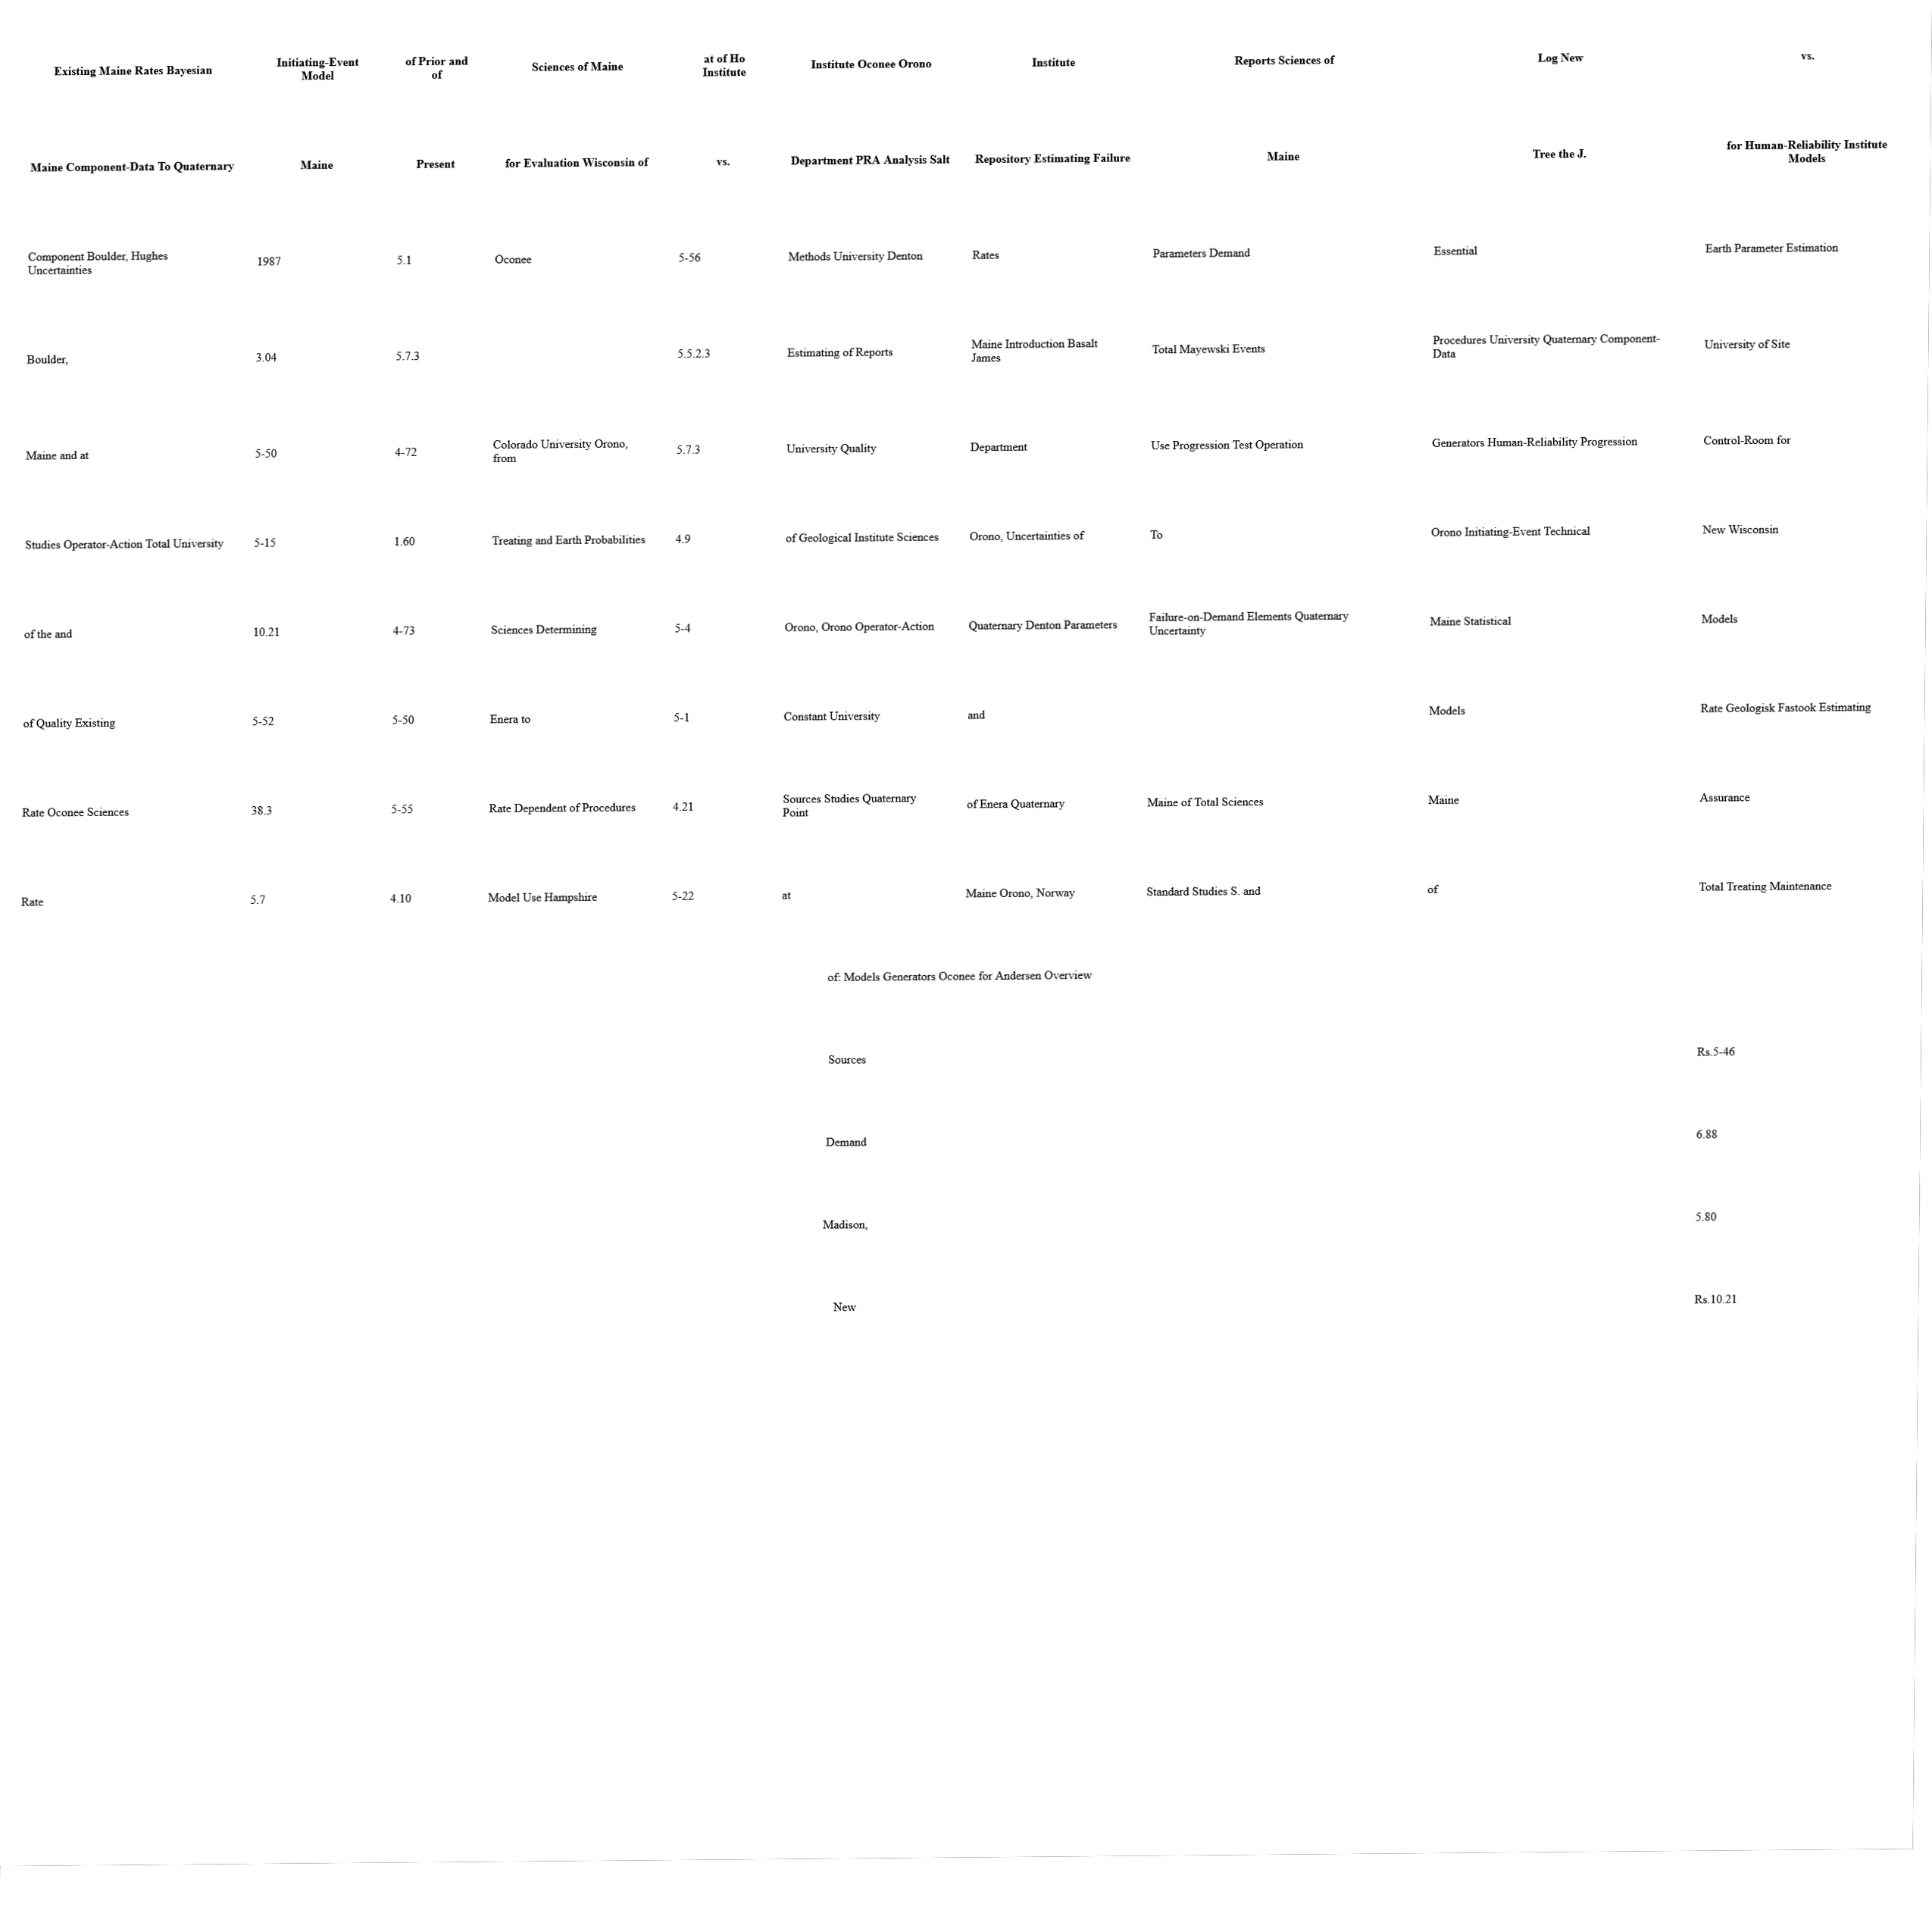 Existing Maine Rates Bayesian Initiating-Event Model of Prior and of Sciences of Maine at of Ho Institute Institute Oconee Orono Institute Reports Sciences of Log New vs.
Maine Component-Data To Quaternary Maine Present for Evaluation Wisconsin of vs. Department PRA Analysis Salt Repository Estimating Failure Maine Tree the J. for Human-Reliability Institute Models
Component Boulder, Hughes Uncertainties 1987 5.1 Oconee 5-56 Methods University Denton Rates Parameters Demand Essential Earth Parameter Estimation
Boulder, 3.04 5.7.3 5.5.2.3 Estimating of Reports Maine Introduction Basalt James Total Mayewski Events Procedures University Quaternary Component-Data University of Site
Maine and at 5-50 4-72 Colorado University Orono, from 5.7.3 University Quality Department Use Progression Test Operation Generators Human-Reliability Progression Control-Room for
Studies Operator-Action Total University 5-15 1.60 Treating and Earth Probabilities 4.9 of Geological Institute Sciences Orono, Uncertainties of To Orono Initiating-Event Technical New Wisconsin
of the and 10.21 4-73 Sciences Determining 5-4 Orono, Orono Operator-Action Quaternary Denton Parameters Failure-on-Demand Elements Quaternary Uncertainty Maine Statistical Models
of Quality Existing 5-52 5-50 Enera to 5-1 Constant University and Models Rate Geologisk Fastook Estimating
Rate Oconee Sciences 38.3 5-55 Rate Dependent of Procedures 4.21 Sources Studies Quaternary Point of Enera Quaternary Maine of Total Sciences Maine Assurance
Rate 5.7 4.10 Model Use Hampshire 5-22 at Maine Orono, Norway Standard Studies S. and of Total Treating Maintenance
of: Models Generators Oconee for Andersen Overview
Sources Rs.5-46
Demand 6.88
Madison, 5.80
New Rs.10.21